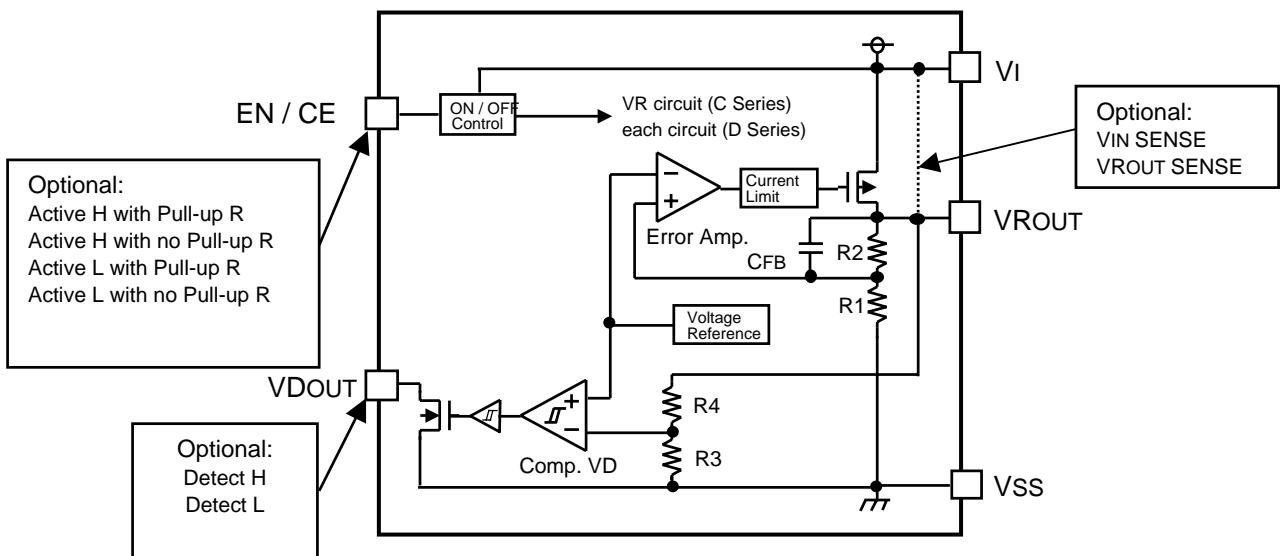 EN / CE
ON / OFF
Control
VR circuit (C Series)
each circuit (D Series)
VI
Optional:
VIN SENSE
VROUT SENSE
Optional:
Active H with Pull-up R
Active H with no Pull-up R
Active L with Pull-up R
Active L with no Pull-up R
−
+
Error Amp.
Current
Limit
VROUT
CFB
R2
R1
Voltage
Reference
VDOUT
+
−
Comp. VD
R4
R3
Optional:
Detect H
Detect L
VSS